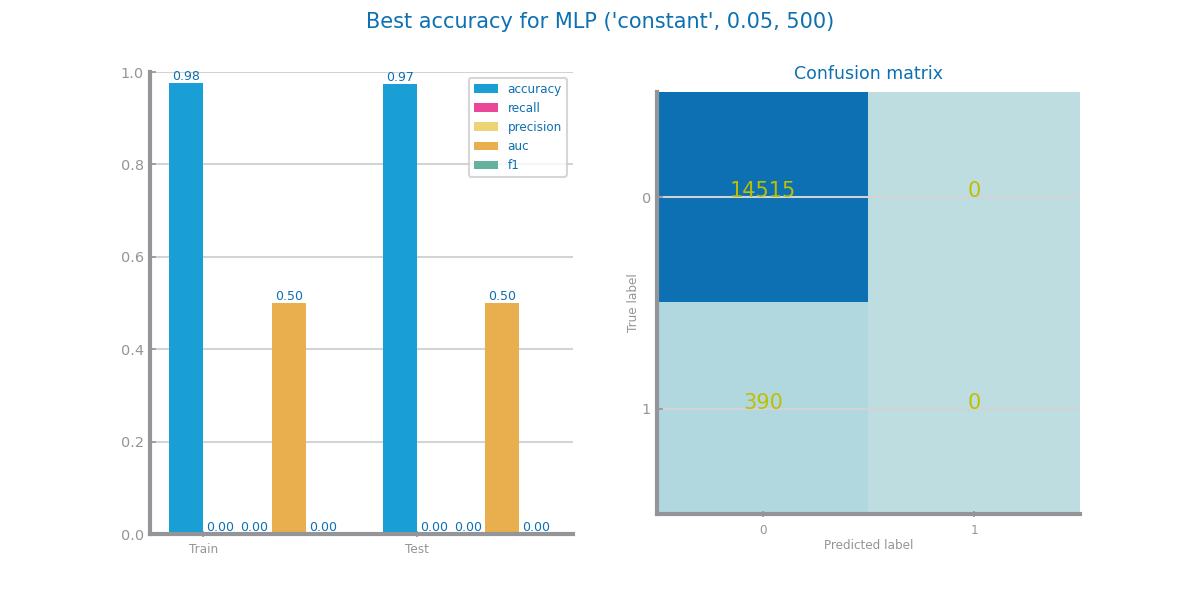 Best accuracy for MLP ('constant', 0.05, 500)
1.0
0.8
0.6
0.4
0.2
0.0
0.98
0.00
0.00
0.50
0.00
0.97
0.00
0.00
0.50
0.00
accuracy
recall
precision
auc
f1
Train
Test
Confusion matrix
True label
0
1
14515
0
390
0
0
1
Predicted label